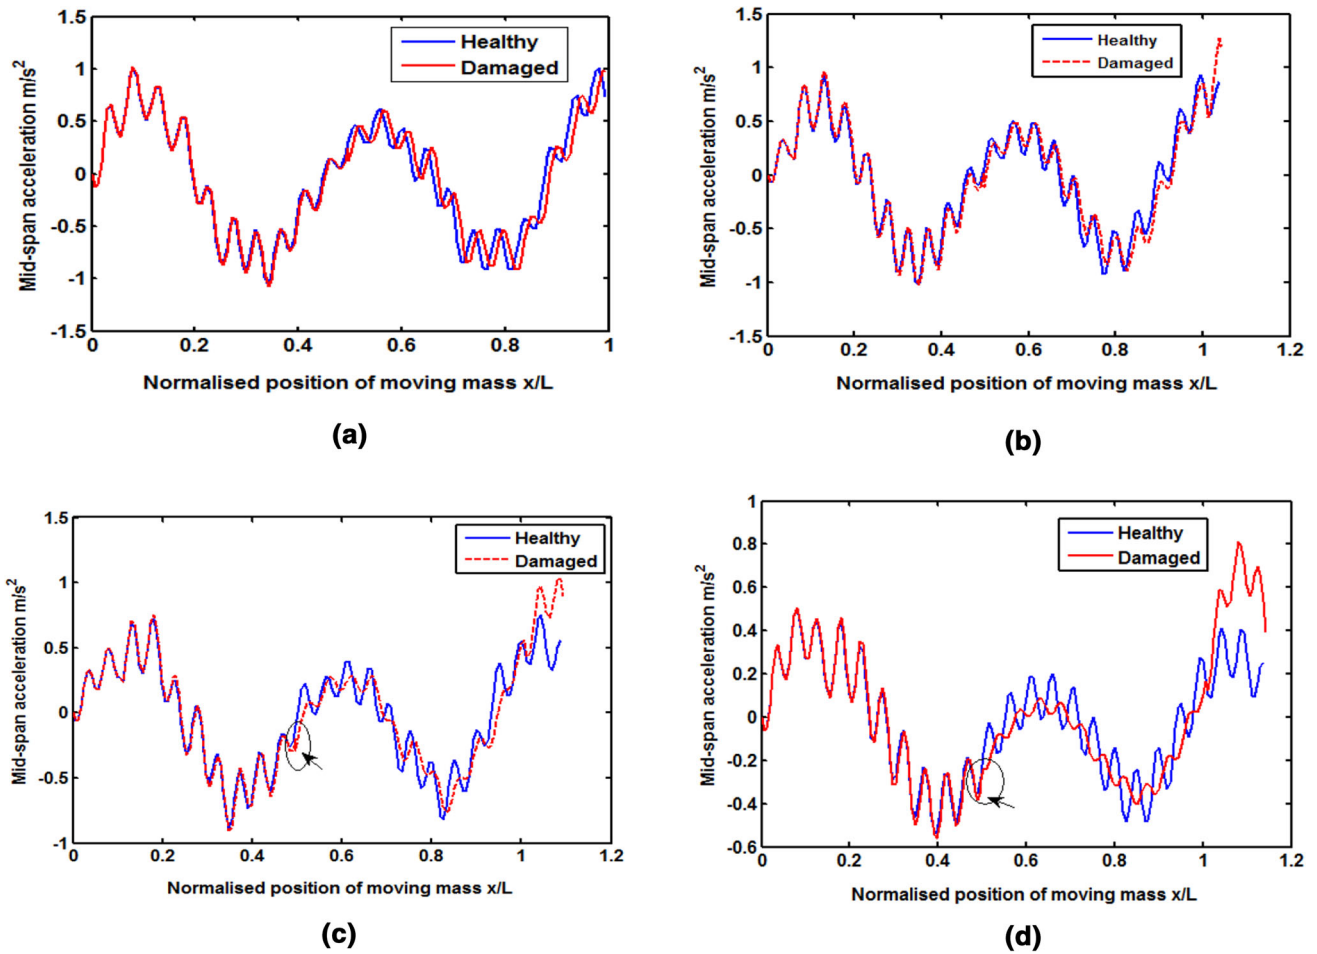 1.5
1
0.5
0
-0.5
-1
-1.5
Mid-span acceleration m/s²
Healthy
Damaged
0 0.2 0.4 0.6 0.8 1
Normalised position of moving mass x/L
(a)
1.5
1
0.5
0
-0.5
-1
-1.5
Mid-span acceleration m/s²
Healthy
Damaged
0 0.2 0.4 0.6 0.8 1 1.2
Normalised position of moving mass x/L
(b)
1.5
1
0.5
0
-0.5
-1
Mid-span acceleration m/s²
Healthy
Damaged
0 0.2 0.4 0.6 0.8 1 1.2
Normalised position of moving mass x/L
(c)
1
0.8
0.6
0.4
0.2
0
-0.2
-0.4
-0.6
Mid-span acceleration m/s²
Healthy
Damaged
0 0.2 0.4 0.6 0.8 1 1.2
Normalised position of moving mass x/L
(d)